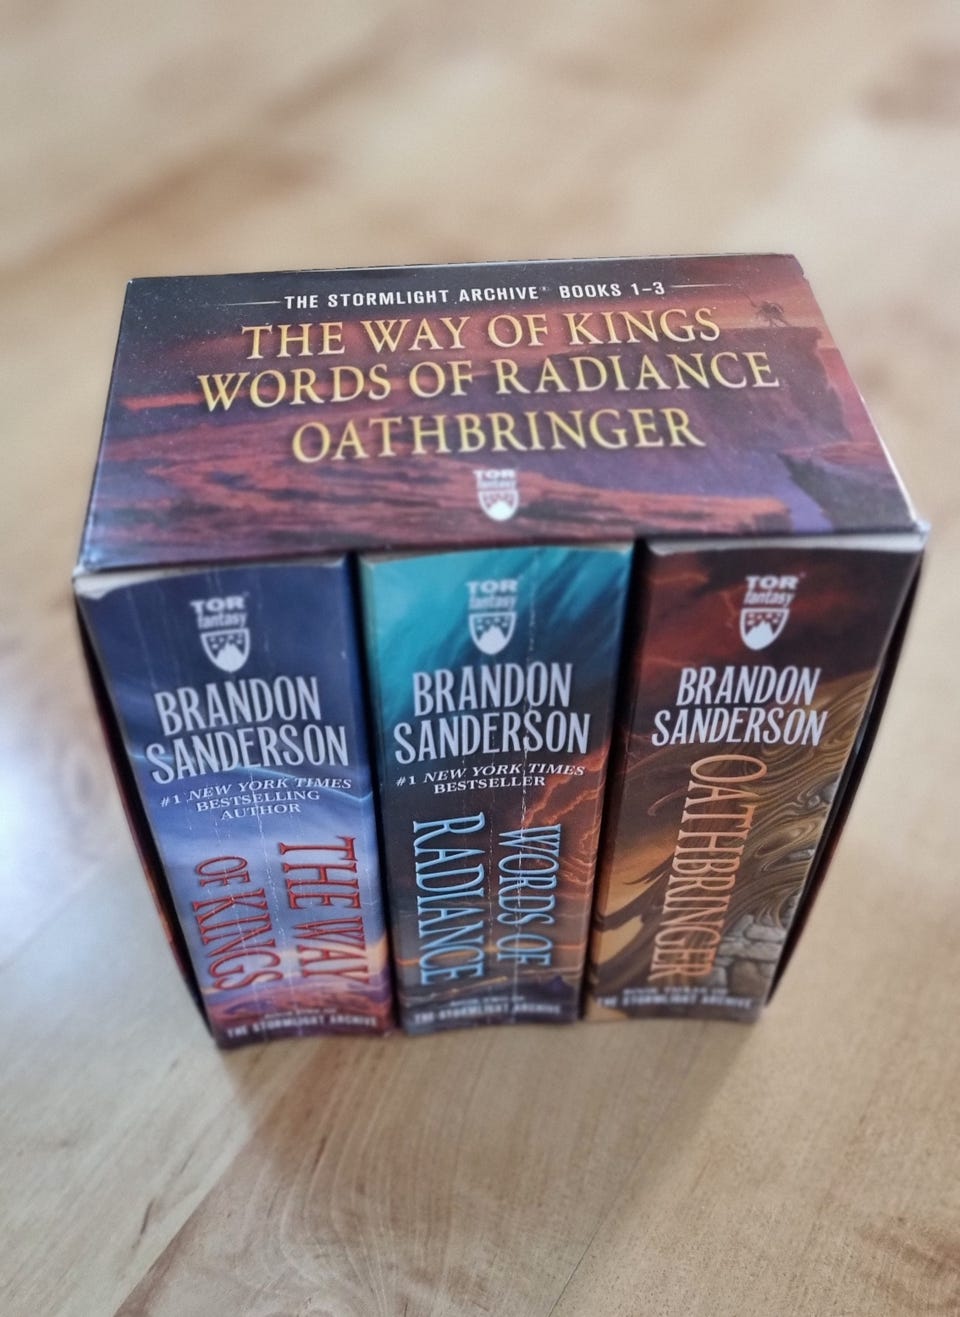 THE STORMLIGHT ARCHIVE® BOOKS 1–3
THE WAY OF KINGS
WORDS OF RADIANCE
OATHBRINGER
TOR
fantasy
TOR
fantasy
BRANDON
SANDERSON
#1 NEW YORK TIMES
BESTSELLING
AUTHOR
THE WAY
OF KINGS
THE STORMLIGHT ARCHIVE
TOR
fantasy
BRANDON
SANDERSON
#1 NEW YORK TIMES
BESTSELLER
WORDS OF
RADIANCE
THE STORMLIGHT ARCHIVE
TOR
fantasy
BRANDON
SANDERSON
OATHBRINGER
THE STORMLIGHT ARCHIVE